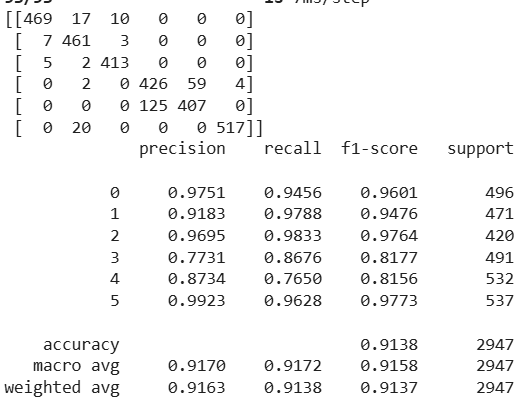 [[469 17 10 0 0 0]
[ 7 461 3 0 0 0]
[ 5 2 413 0 0 0]
[ 0 2 0 426 59 4]
[ 0 0 0 125 407 0]
[ 0 20 0 0 0 517]]
precision recall f1-score support
0 0.9751 0.9456 0.9601 496
1 0.9183 0.9788 0.9476 471
2 0.9695 0.9833 0.9764 420
3 0.7731 0.8676 0.8177 491
4 0.8734 0.7650 0.8156 532
5 0.9923 0.9628 0.9773 537
accuracy 0.9138 2947
macro avg 0.9170 0.9172 0.9158 2947
weighted avg 0.9163 0.9138 0.9137 2947